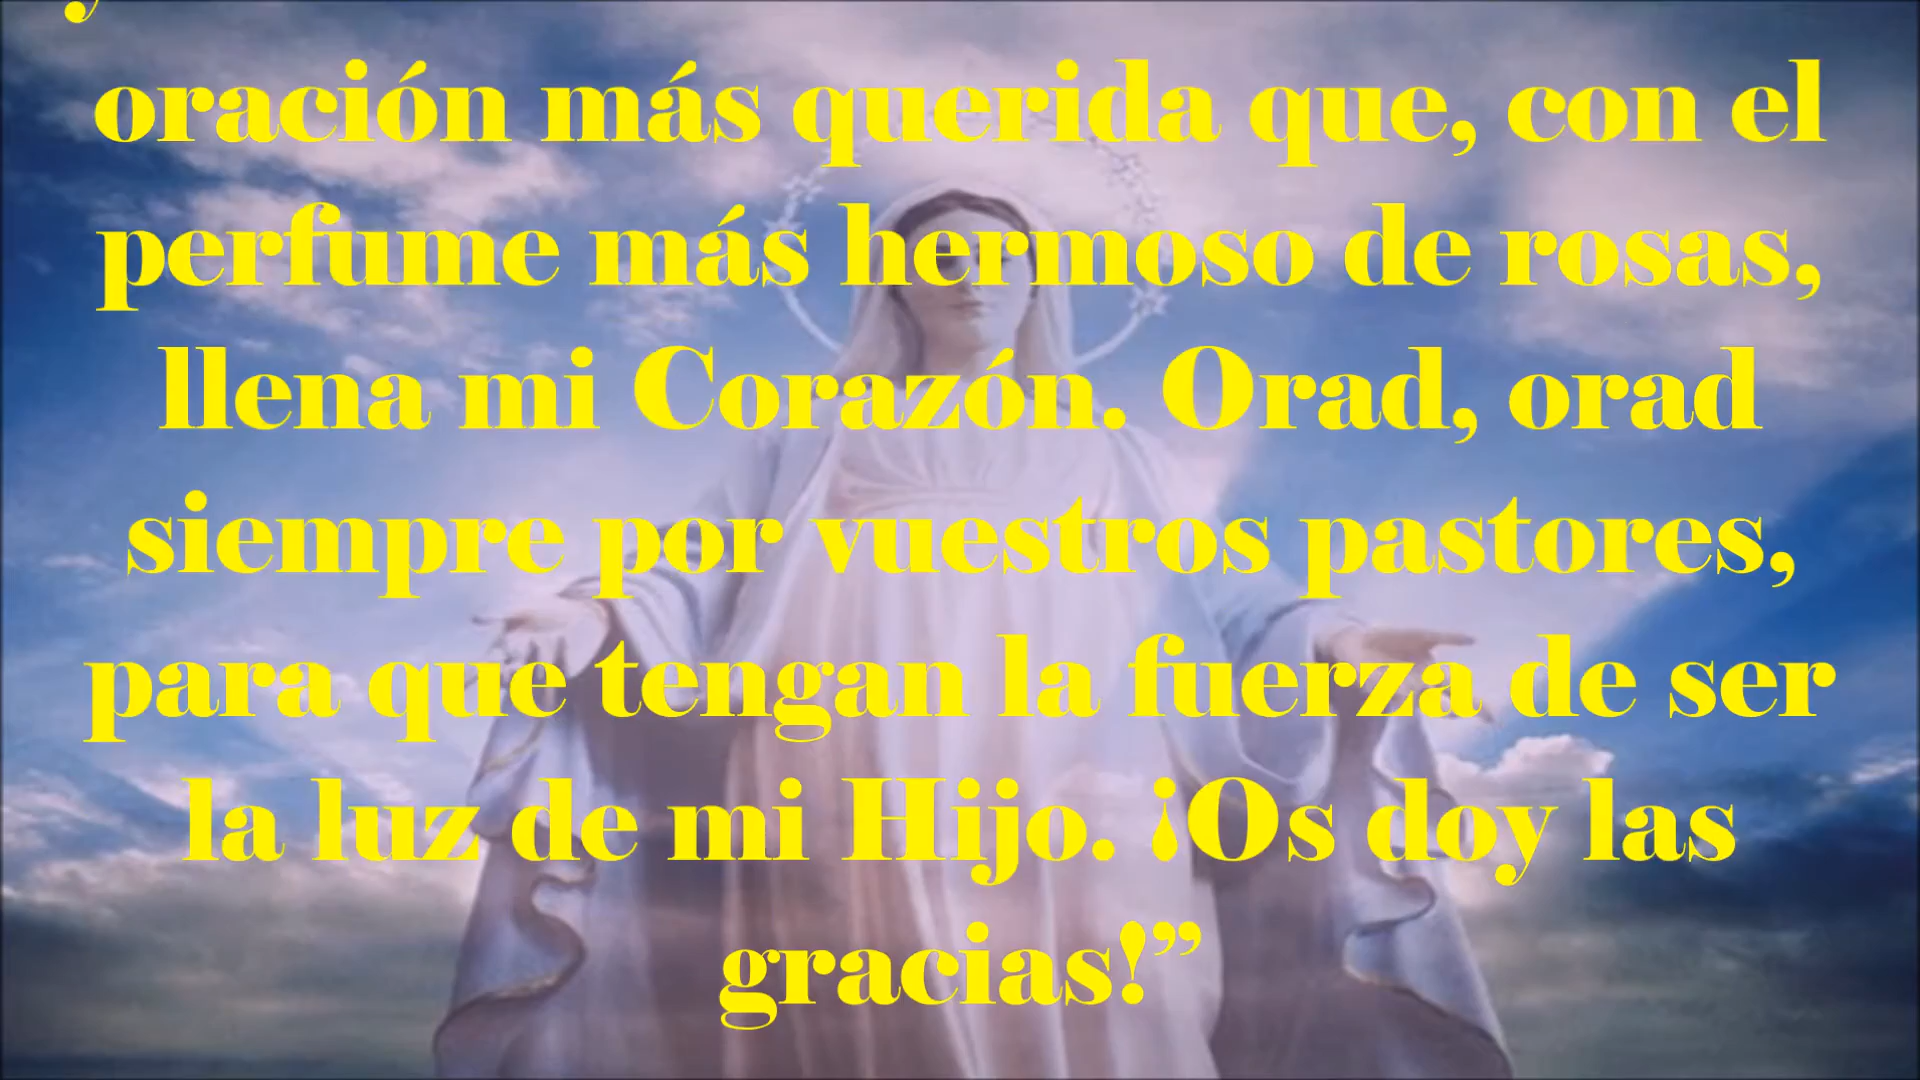 oración más querida que, con el
perfume más hermoso de rosas,
llena mi Corazón. Orad, orad
siempre por vuestros pastores,
para que tengan la fuerza de ser
la luz de mi Hijo. ¡Os doy las
gracias!”